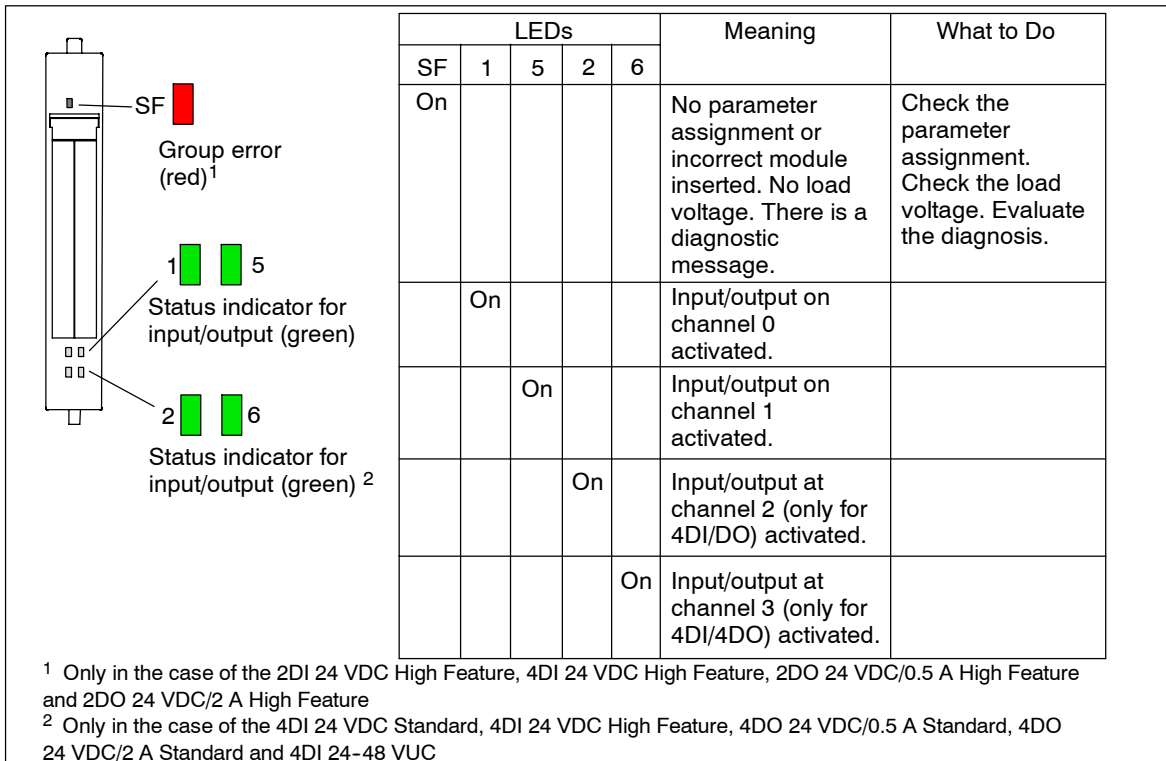 SF
Group error
(red)1
1 5
Status indicator for
input/output (green)
2 6
Status indicator for
input/output (green) 2
LEDs Meaning What to Do
SF 1 5 2 6
On
No parameter
assignment or
incorrect module
inserted. No load
voltage. There is a
diagnostic
message.
Check the
parameter
assignment.
Check the load
voltage. Evaluate
the diagnosis.
On
Input/output on
channel 0
activated.
On
Input/output on
channel 1
activated.
On
Input/output at
channel 2 (only for
4DI/DO) activated.
On
Input/output at
channel 3 (only for
4DI/4DO) activated.
1 Only in the case of the 2DI 24 VDC High Feature, 4DI 24 VDC High Feature, 2DO 24 VDC/0.5 A High Feature
and 2DO 24 VDC/2 A High Feature
2 Only in the case of the 4DI 24 VDC Standard, 4DI 24 VDC High Feature, 4DO 24 VDC/0.5 A Standard, 4DO
24 VDC/2 A Standard and 4DI 24-48 VUC